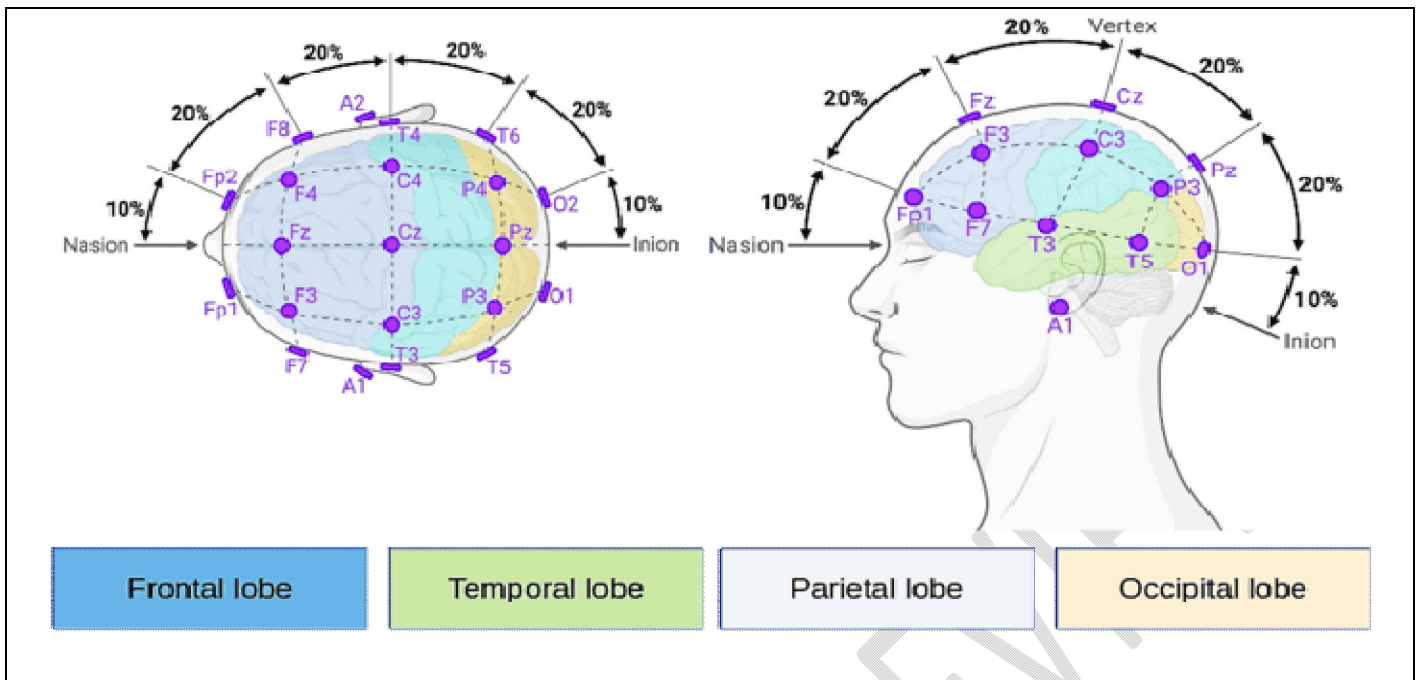 20%
20%
20%
20%
10%
10%
A2
F8
T4
T6
Fp2
F4
C4
P4
O2
Nasion
Fz
Cz
Pz
Inion
Fp1
F3
C3
P3
O1
F7
T3
T5
A1
Vertex
20%
20%
20%
20%
10%
10%
Fz
Cz
F3
C3
Pz
P3
Fp1
F7
T3
T5
O1
Nasion
A1
Inion
Frontal lobe
Temporal lobe
Parietal lobe
Occipital lobe